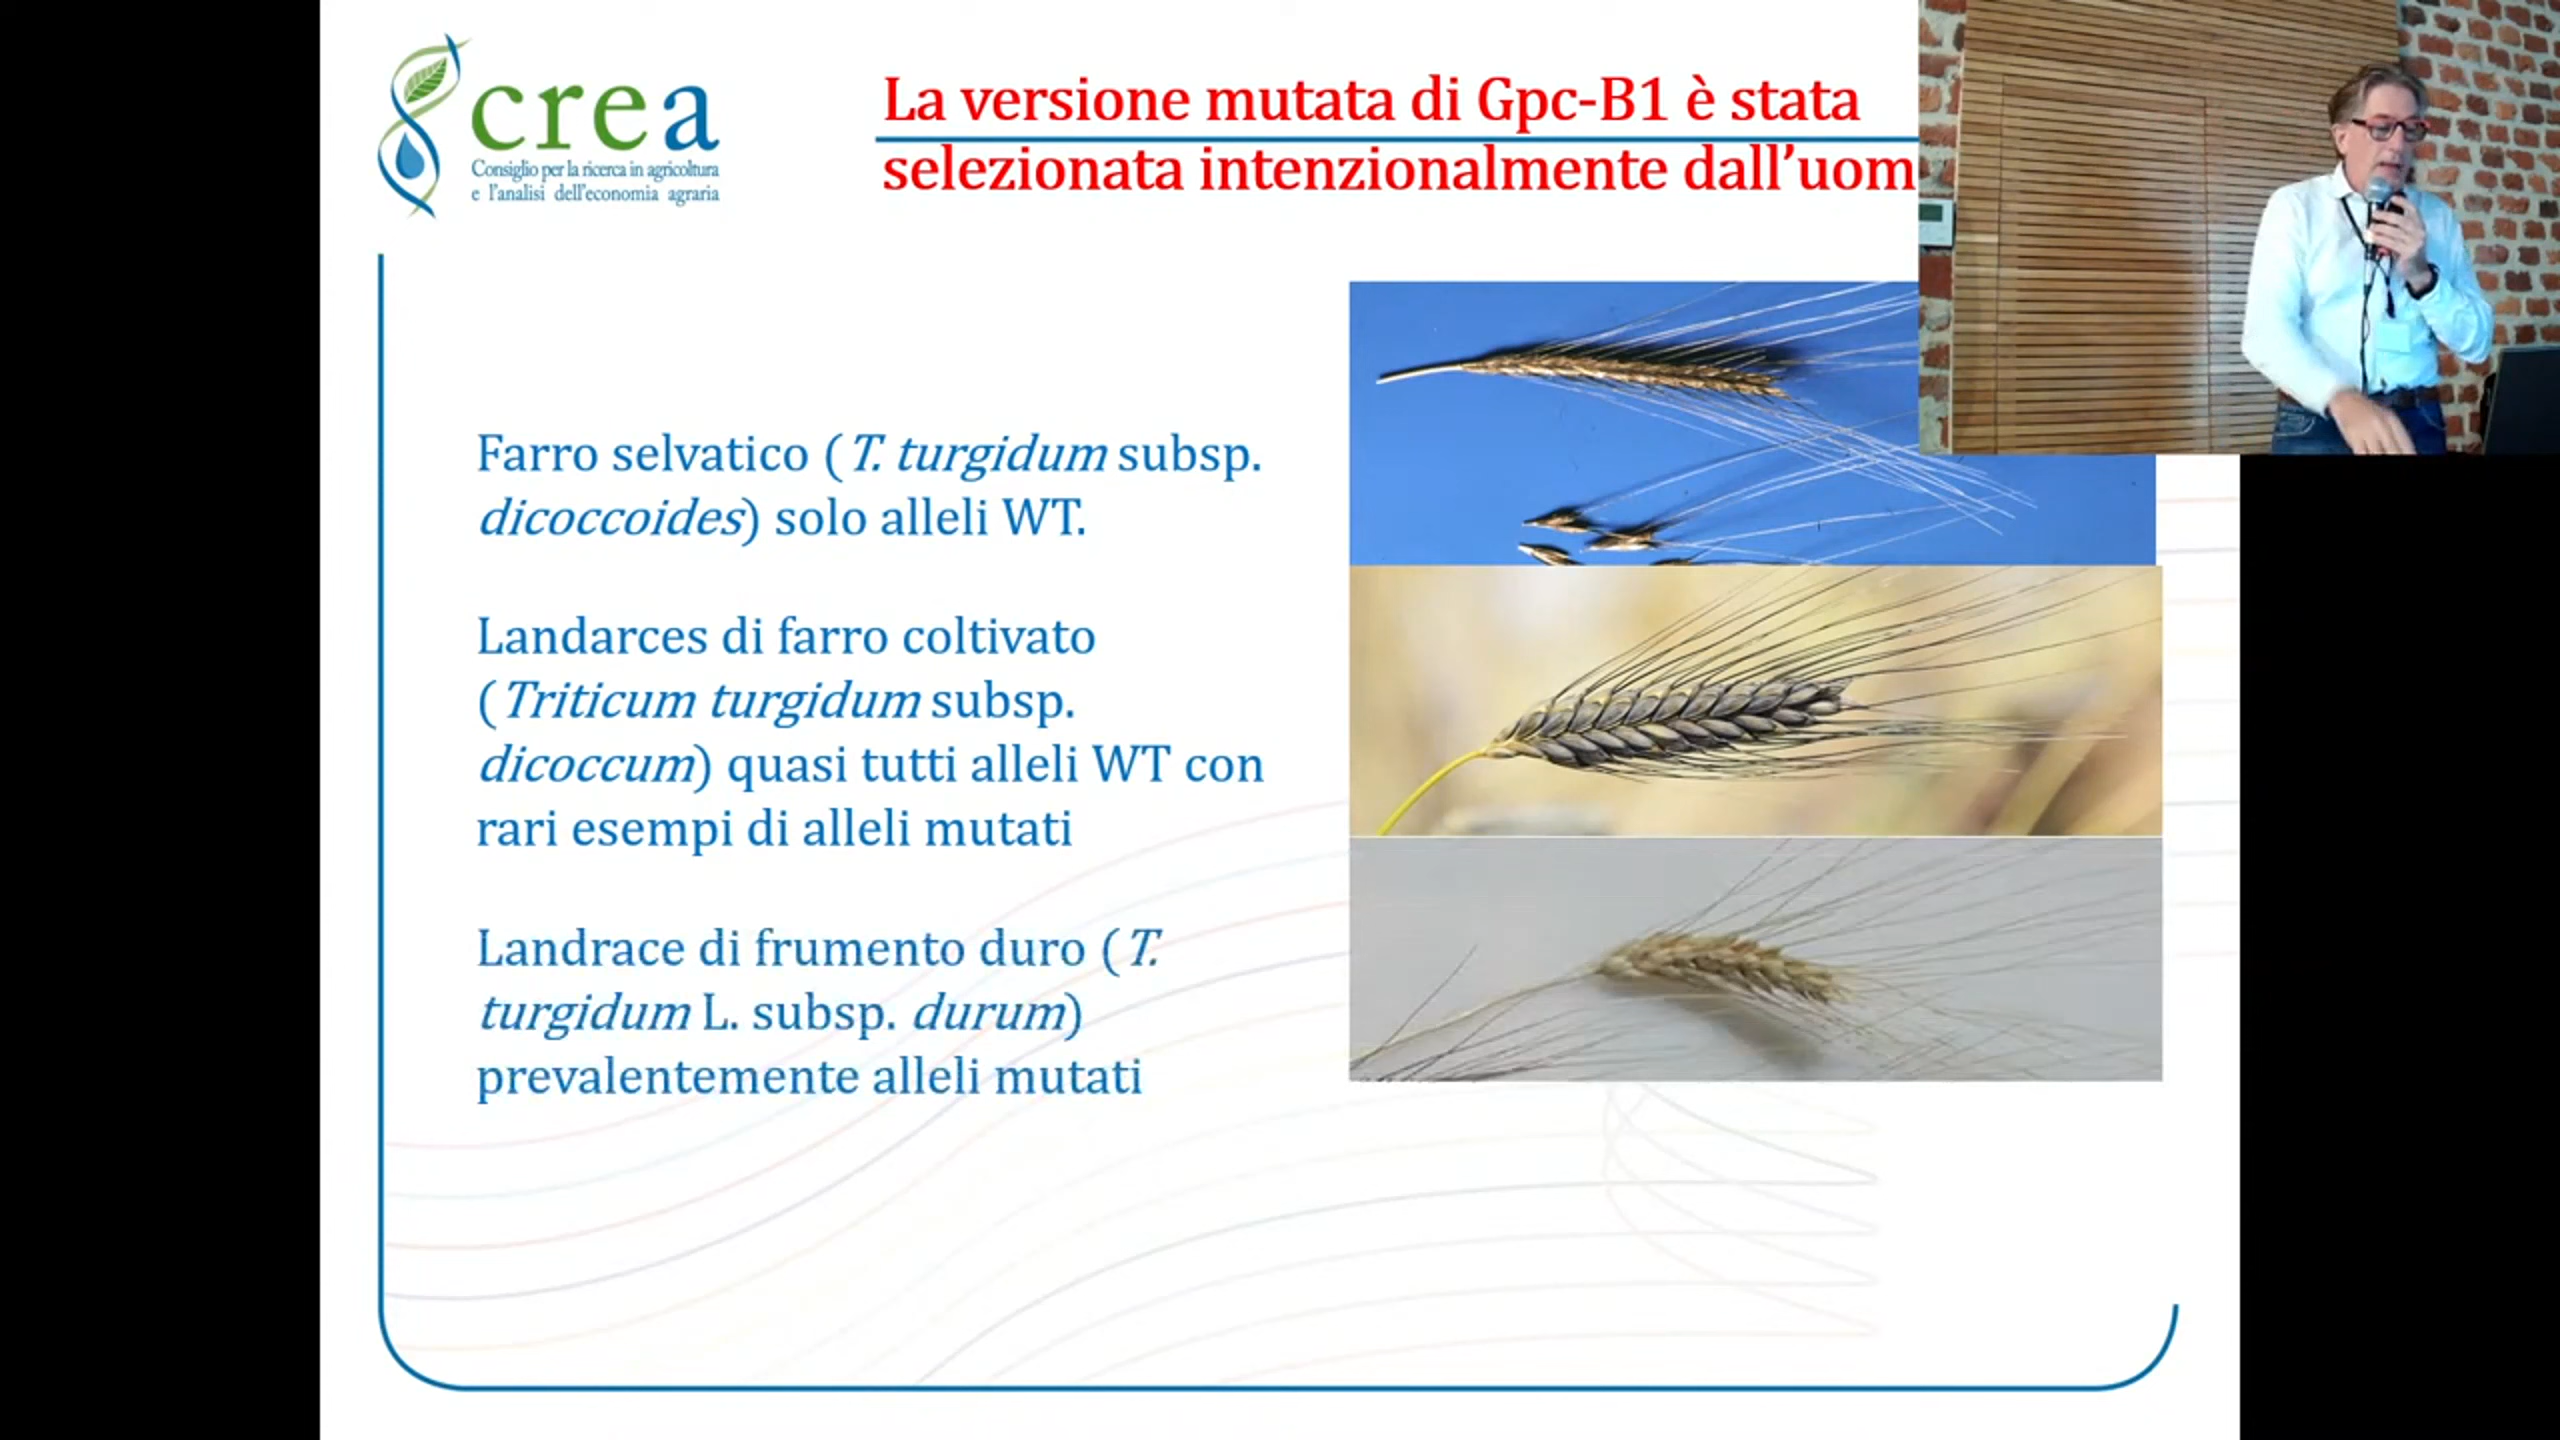 crea
Consiglio per la ricerca in agricoltura
e l'analisi dell'economia agraria
La versione mutata di Gpc-B1 è stata
selezionata intenzionalmente dall’uom
Farro selvatico (T. turgidum subsp.
dicoccoides) solo alleli WT.
Landarces di farro coltivato
(Triticum turgidum subsp.
dicoccum) quasi tutti alleli WT con
rari esempi di alleli mutati
Landrace di frumento duro (T.
turgidum L. subsp. durum)
prevalentemente alleli mutati